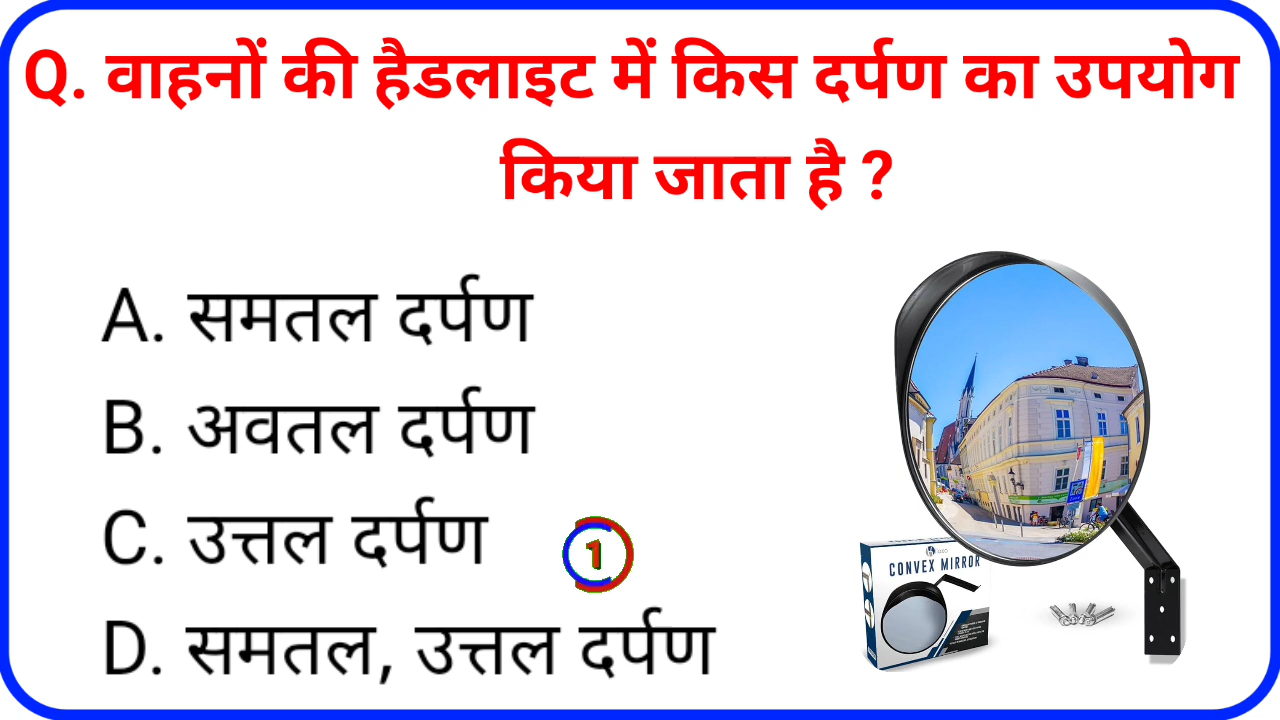 Q. वाहनों की हैडलाइट में किस दर्पण का उपयोग
किया जाता है ?
A. समतल दर्पण
B. अवतल दर्पण
C. उत्तल दर्पण
1
D. समतल, उत्तल दर्पण
CONVEX MIRROR